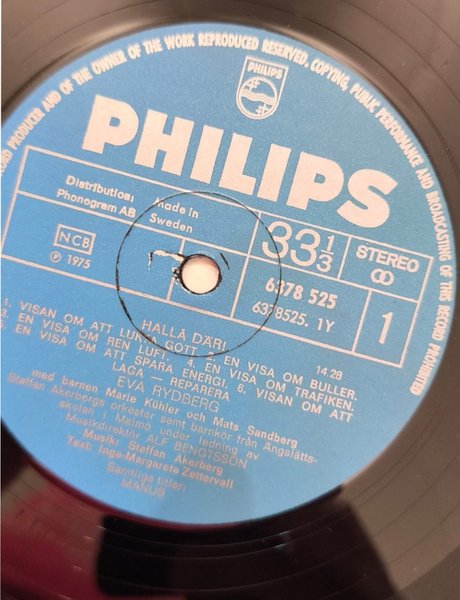 AND PRODUCER AND OF THE OWNER OF THE WORK REPRODUCED RESERVED, COPYING, PUBLIC PERFORMANCE AND BROADCASTING OF THIS RECORD PROHIBITED
PHILIPS
PHILIPS
Distribution: Made in
Phonogram AB Sweden
33 1/3
STEREO
NCB
℗ 1975
6378 525
6378525. 1Y
1
HALLÅ DÄR!
14 28
1. VISAN OM ATT LUKTA GOTT. 2. EN VISA OM BULLER.
3. EN VISA OM REN LUFT. 4. EN VISA OM TRAFIKEN.
5. EN VISA OM ATT SPARA ENERGI. 6. VISAN OM ATT
LAGA — REPARERA
EVA RYDBERG
med barnen Marie Kühler och Mats Sandberg
Staffan Åkerbergs orkester samt barnkör från Ängslätts-
skolan i Malmö under ledning av
Musikdirektör ALF BENGTSSON
Musik: Staffan Åkerberg
Text: Inga-Margareta Zettervall
Samtliga titlar:
MANUS